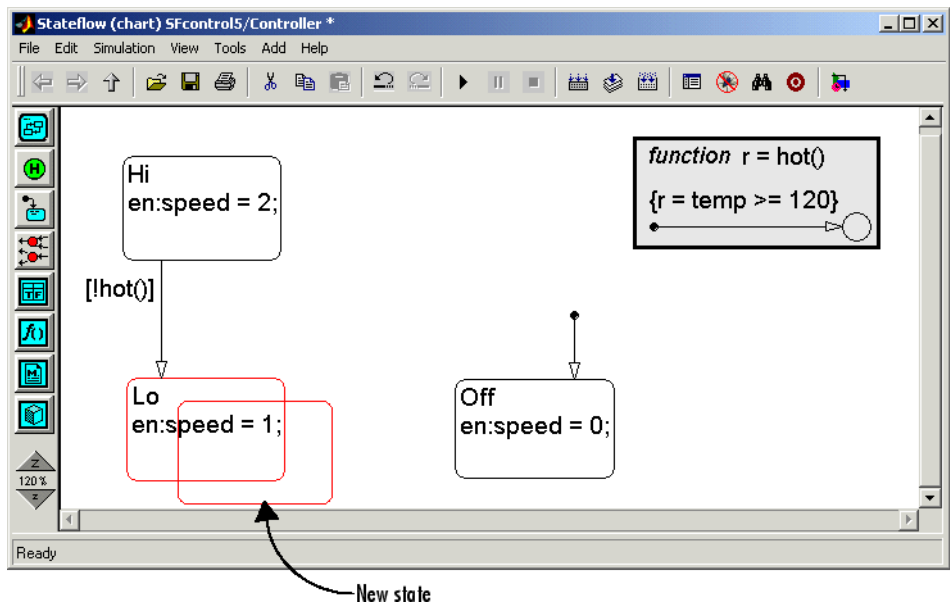 Stateflow (chart) SFcontrol5/Controller *
File Edit Simulation View Tools Add Help
function r = hot()
{r = temp >= 120}
Hi
en:speed = 2;
[!hot()]
Lo
en:speed = 1;
Off
en:speed = 0;
H
TF
f()
M
Z
120%
z
Ready
New state